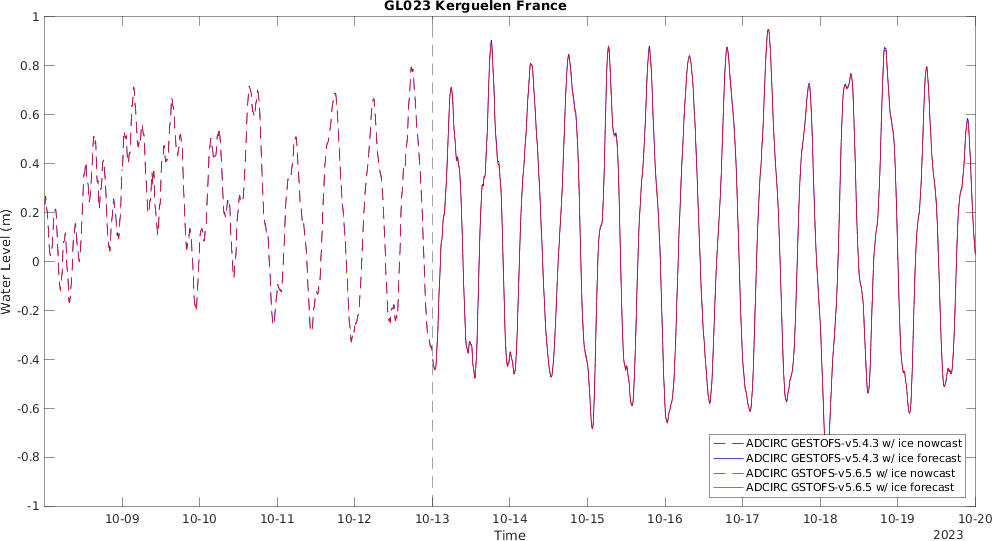 GL023 Kerguelen France
1
0.8
0.6
0.4
0.2
0
-0.2
-0.4
-0.6
-0.8
-1
Water Level (m)
ADCIRC GESTOFS-v5.4.3 w/ ice nowcast
ADCIRC GESTOFS-v5.4.3 w/ ice forecast
ADCIRC GSTOFS-v5.6.5 w/ ice nowcast
ADCIRC GSTOFS-v5.6.5 w/ ice forecast
10-09 10-10 10-11 10-12 10-13 10-14 10-15 10-16 10-17 10-18 10-19 10-20
Time 2023